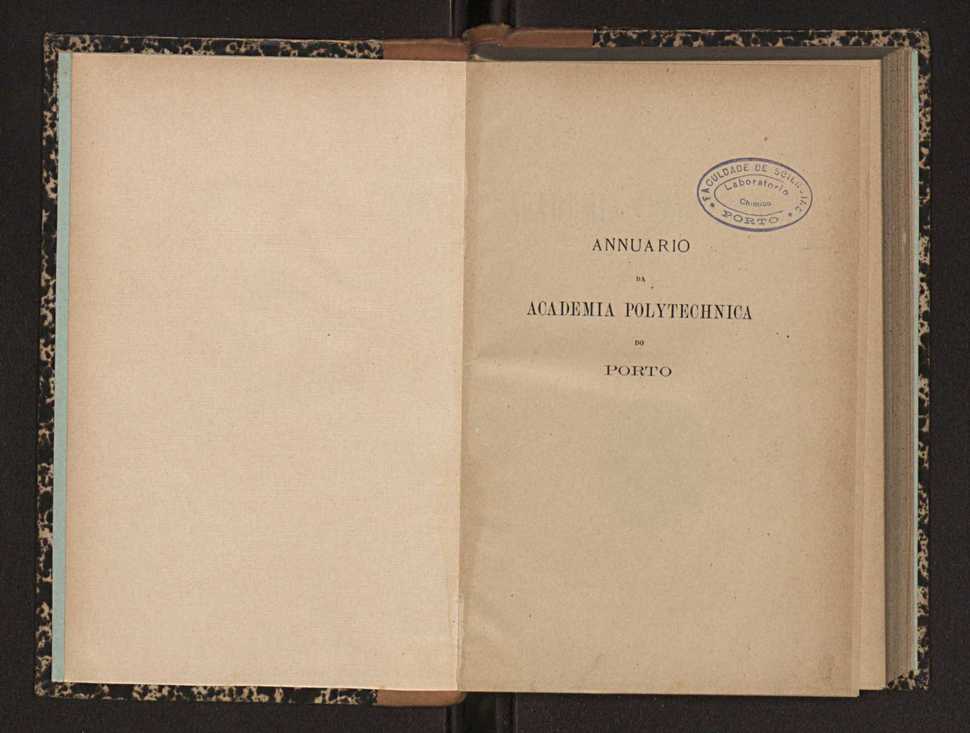 FACULDADE DE SCIENCIAS
Laboratorio
Chimico
* PORTO *
ANNUARIO
DA
ACADEMIA POLYTECHNICA
DO
PORTO